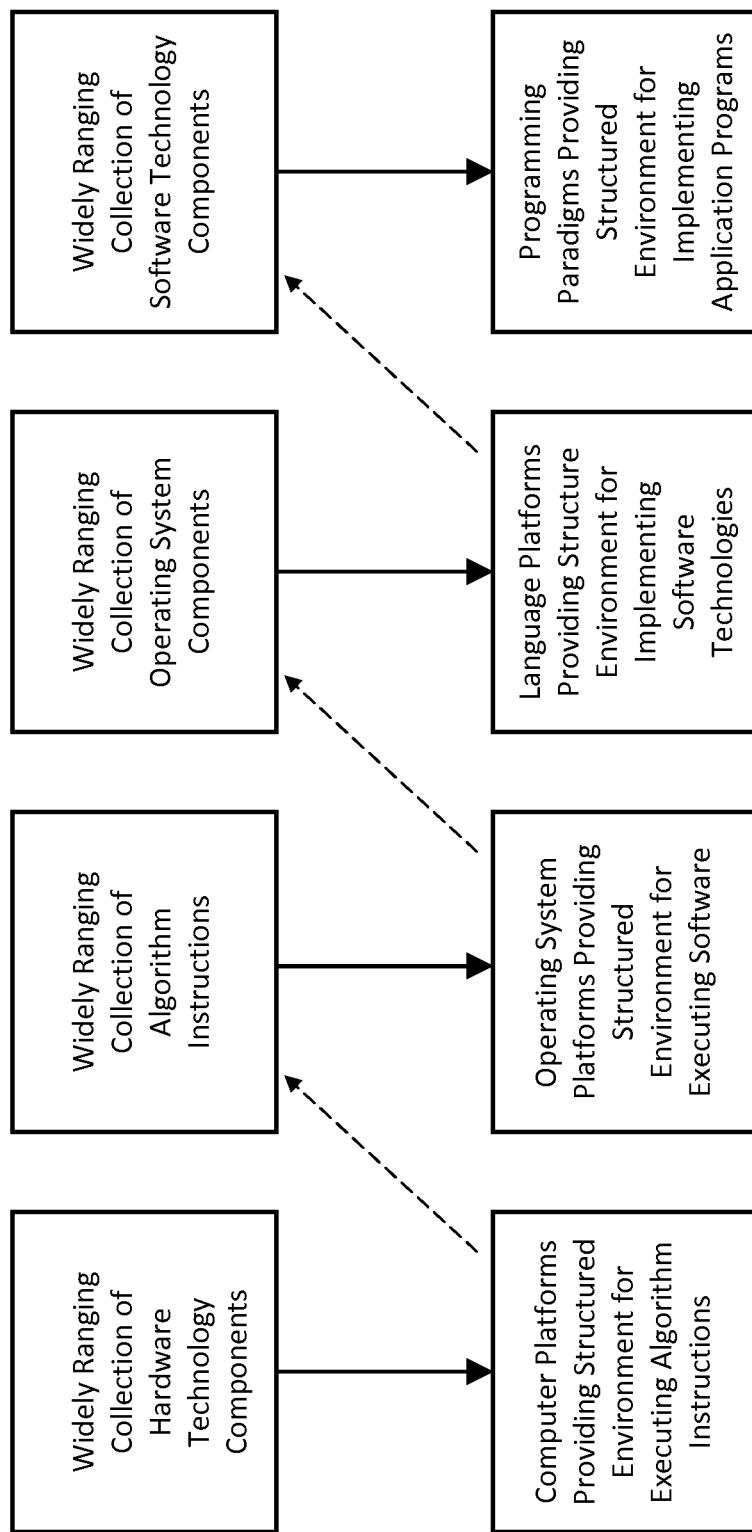 Widely Ranging
Collection of
Hardware
Technology
Components
Computer Platforms
Providing Structured
Environment for
Executing Algorithm
Instructions
Widely Ranging
Collection of
Algorithm
Instructions
Operating System
Platforms Providing
Structured
Environment for
Executing Software
Widely Ranging
Collection of
Operating System
Components
Language Platforms
Providing Structure
Environment for
Implementing
Software
Technologies
Widely Ranging
Collection of
Software Technology
Components
Programming
Paradigms Providing
Structured
Environment for
Implementing
Application Programs